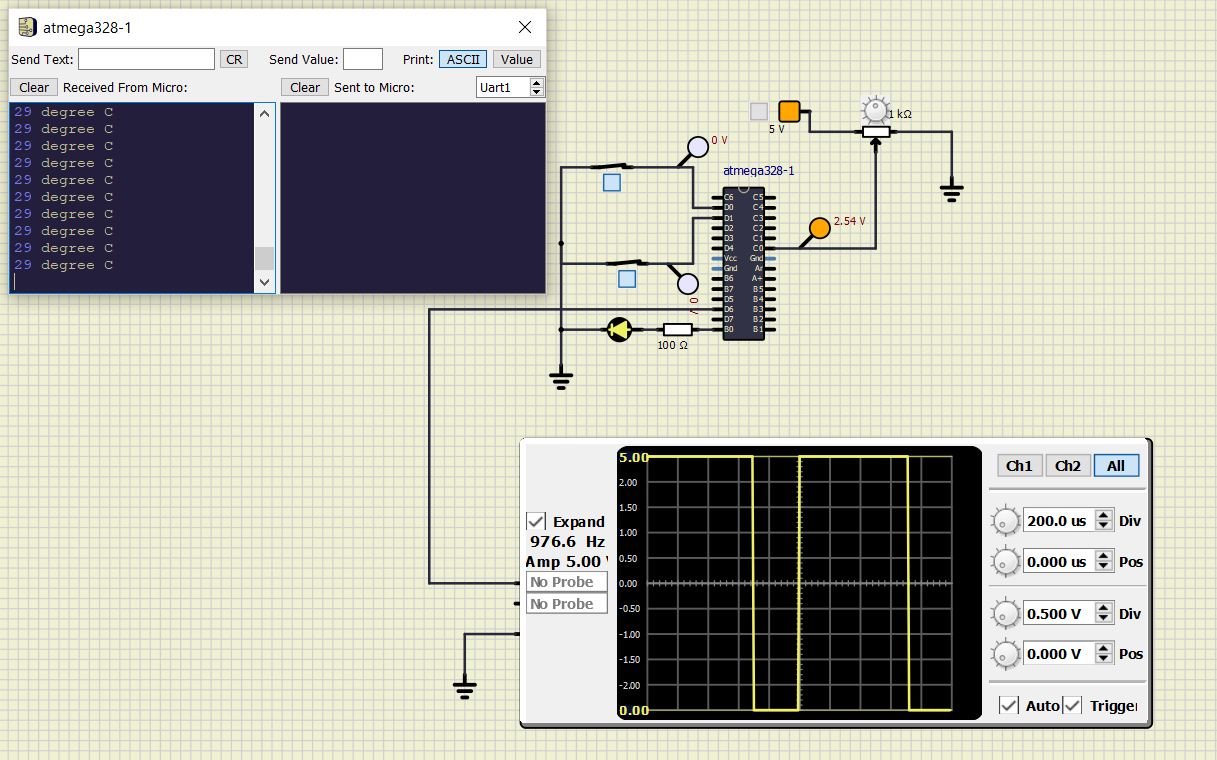 atmega328-1
Send Text: CR Send Value: Print: ASCII Value
Clear Received From Micro: Clear Sent to Micro: Uart1
29 degree C
29 degree C
29 degree C
29 degree C
29 degree C
29 degree C
29 degree C
29 degree C
29 degree C
29 degree C
5 V
1 kΩ
0 V
atmega328-1
2.54 V
0 V
100 Ω
C6 C5
D0 C4
D1 C3
D2 C2
D3 C1
D4 C0
Vcc Gnd
Gnd Ar
B6 A+
B7 B5
D5 B4
D6 B3
D7 B2
B0 B1
Expand
976.6 Hz
Amp 5.00 V
No Probe
No Probe
5.00
2.00
1.50
1.00
0.50
0.00
-0.50
-1.00
-1.50
-2.00
0.00
Ch1 Ch2 All
200.0 us Div
0.000 us Pos
0.500 V Div
0.000 V Pos
Auto Trigger